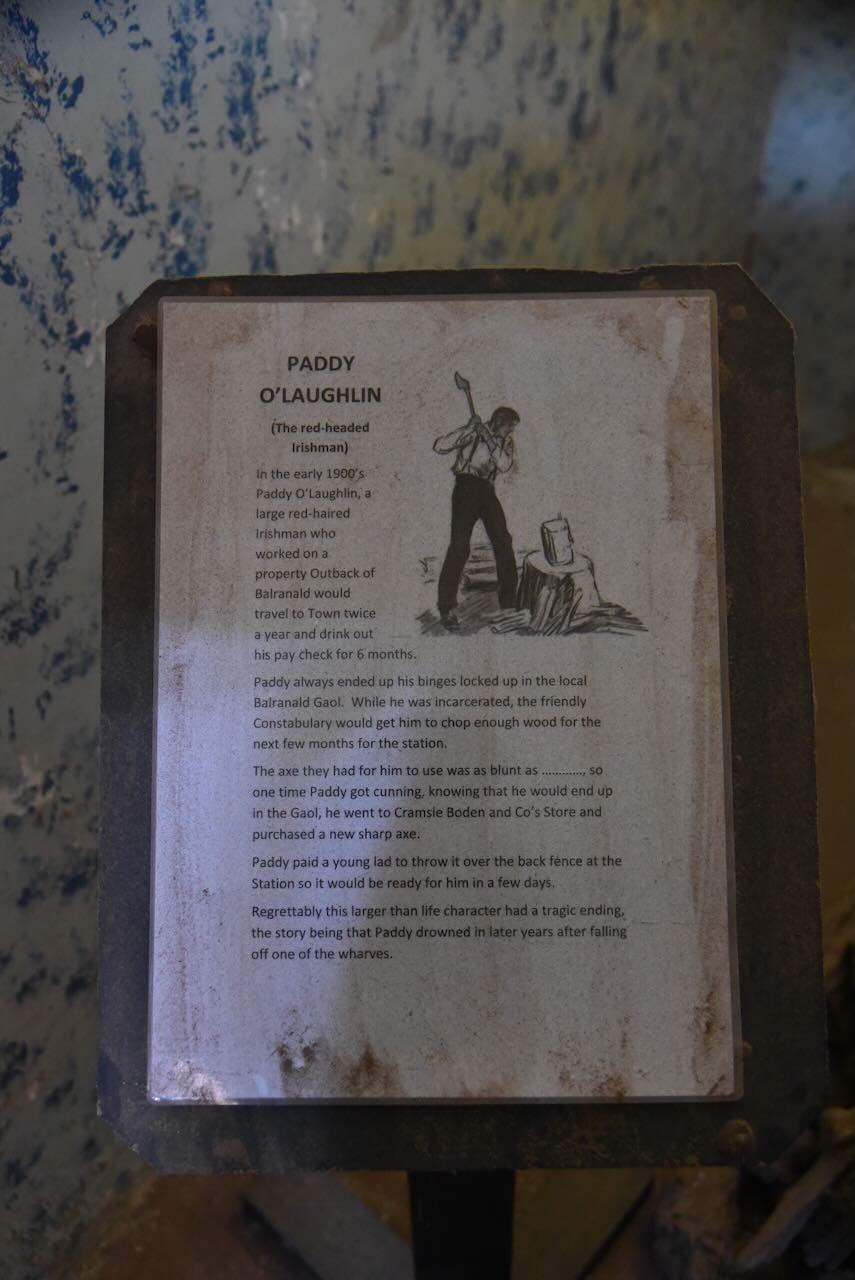 PADDY
O'LAUGHLIN
(The red-headed
Irishman)
In the early 1900's
Paddy O'Laughlin, a
large red-haired
Irishman who
worked on a
property Outback of
Balranald would
travel to Town twice
a year and drink out
his pay check for 6 months.
Paddy always ended up his binges locked up in the local
Balranald Gaol. While he was incarcerated, the friendly
Constabulary would get him to chop enough wood for the
next few months for the station.
The axe they had for him to use was as blunt as …………, so
one time Paddy got cunning, knowing that he would end up
in the Gaol, he went to Cramsie Boden and Co's Store and
purchased a new sharp axe.
Paddy paid a young lad to throw it over the back fence at the
Station so it would be ready for him in a few days.
Regrettably this larger than life character had a tragic ending,
the story being that Paddy drowned in later years after falling
off one of the wharves.